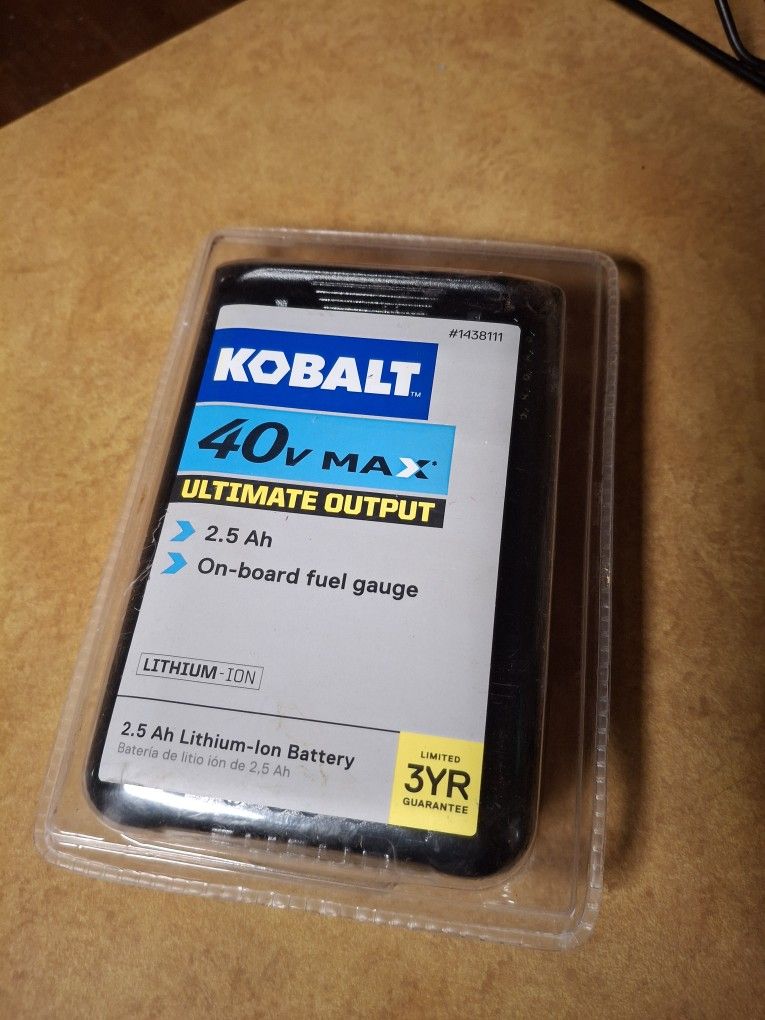 #1438111
KOBALT™
40V MAX*
ULTIMATE OUTPUT
2.5 Ah
On-board fuel gauge
LITHIUM-ION
2.5 Ah Lithium-Ion Battery
Batería de litio ión de 2,5 Ah
LIMITED
3YR
GUARANTEE